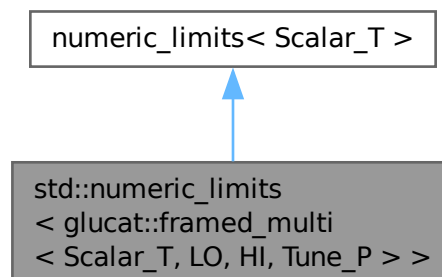 numeric_limits< Scalar_T >
std::numeric_limits
< glucat::framed_multi
< Scalar_T, LO, HI, Tune_P > >